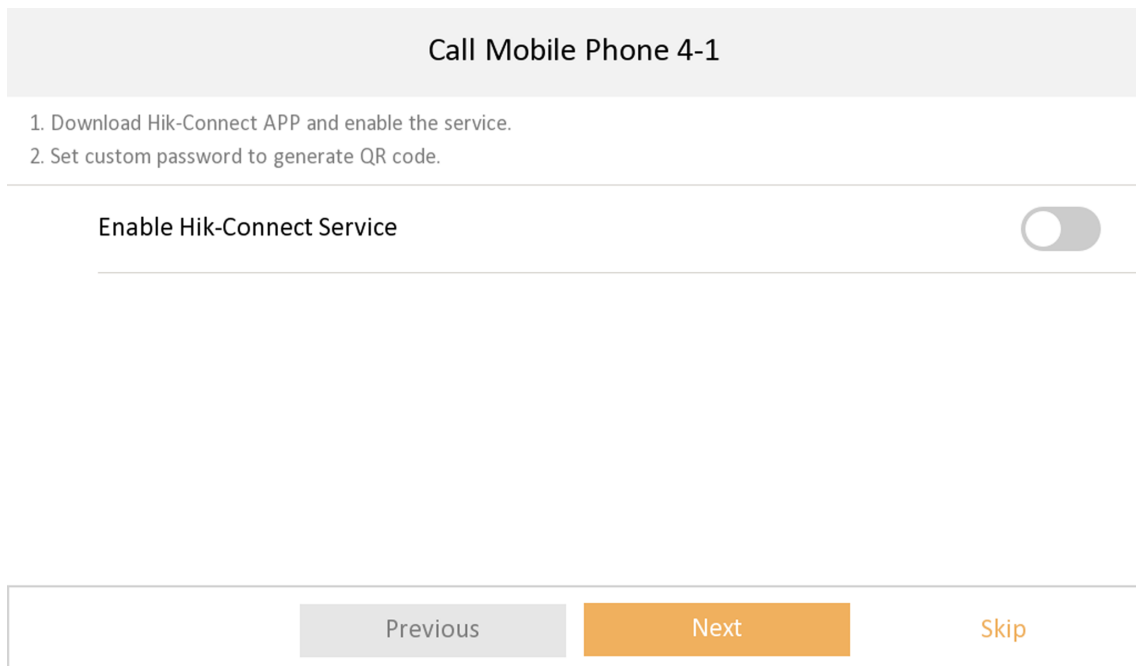 Call Mobile Phone 4-1
1. Download Hik-Connect APP and enable the service.
2. Set custom password to generate QR code.
Enable Hik-Connect Service
Previous
Next
Skip